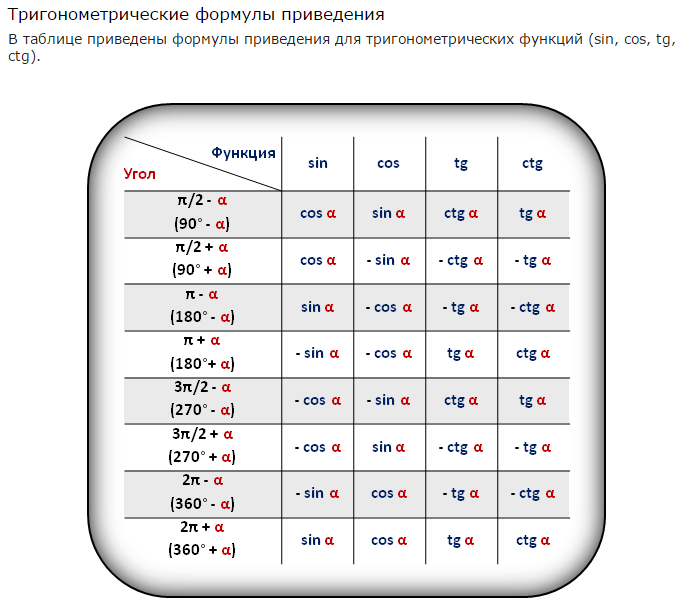 Тригонометрические формулы приведения
В таблице приведены формулы приведения для тригонометрических функций (sin, cos, tg,
ctg).
Функция
Угол
sin cos tg ctg
π/2 - α
(90° - α)
cos α sin α ctg α tg α
π/2 + α
(90° + α)
cos α - sin α - ctg α - tg α
π - α
(180° - α)
sin α - cos α - tg α - ctg α
π + α
(180°+ α)
- sin α - cos α tg α ctg α
3π/2 - α
(270° - α)
- cos α - sin α ctg α tg α
3π/2 + α
(270° + α)
- cos α sin α - ctg α - tg α
2π - α
(360° - α)
- sin α cos α - tg α - ctg α
2π + α
(360° + α)
sin α cos α tg α ctg α